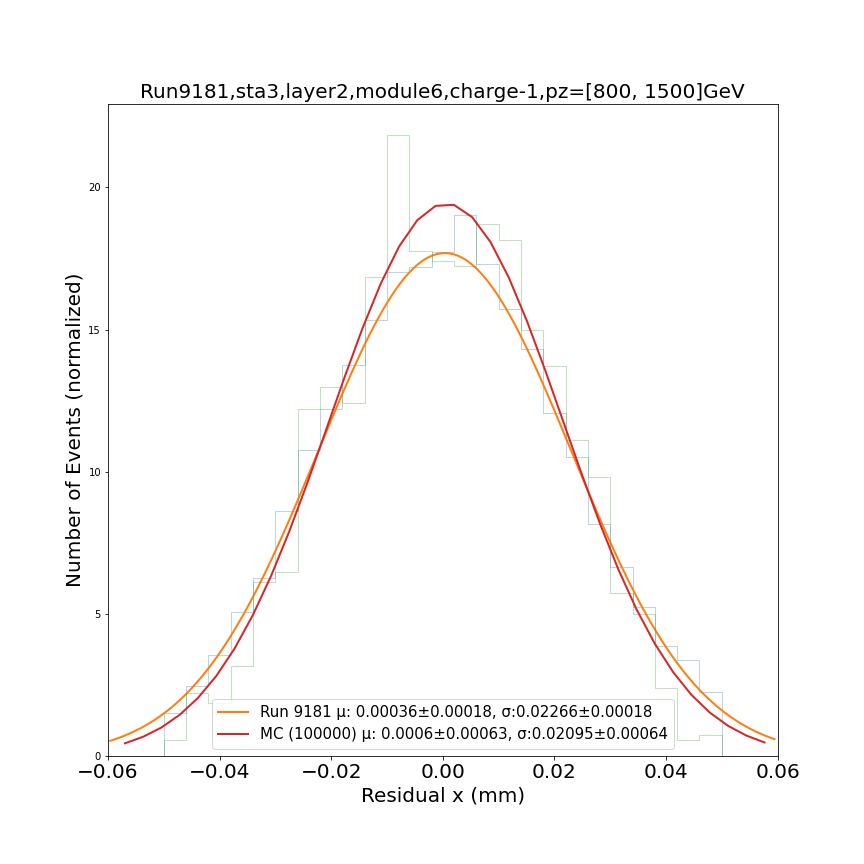 Run9181,sta3,layer2,module6,charge-1,pz=[800, 1500]GeV
Number of Events (normalized)
20
15
10
5
0
Run 9181 μ: 0.00036±0.00018, σ:0.02266±0.00018
MC (100000) μ: 0.0006±0.00063, σ:0.02095±0.00064
−0.06 −0.04 −0.02 0.00 0.02 0.04 0.06
Residual x (mm)